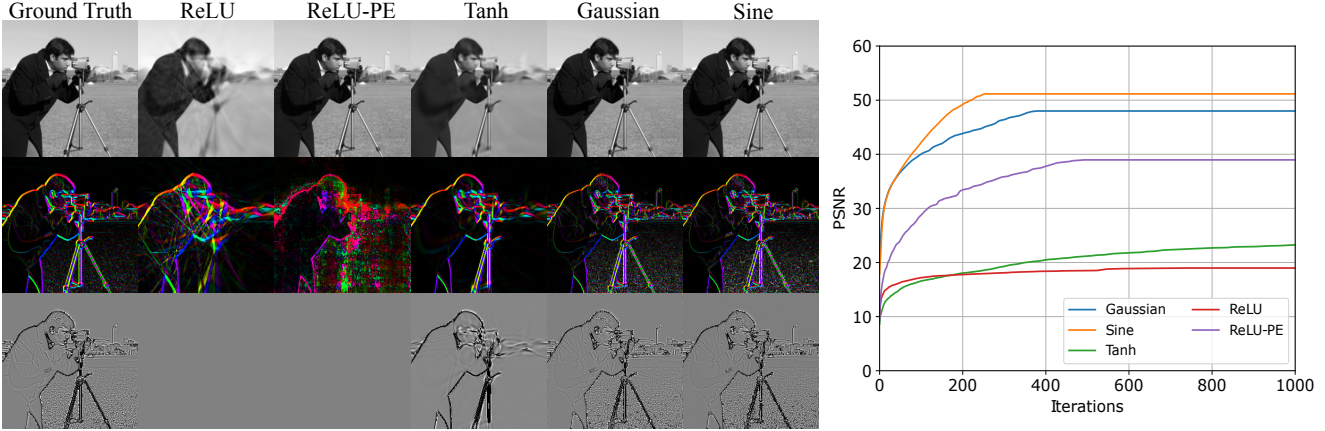 Ground Truth ReLU ReLU-PE Tanh Gaussian Sine
60
50
40
30
20
10
0
PSNR
Gaussian ReLU
Sine ReLU-PE
Tanh
0 200 400 600 800 1000
Iterations